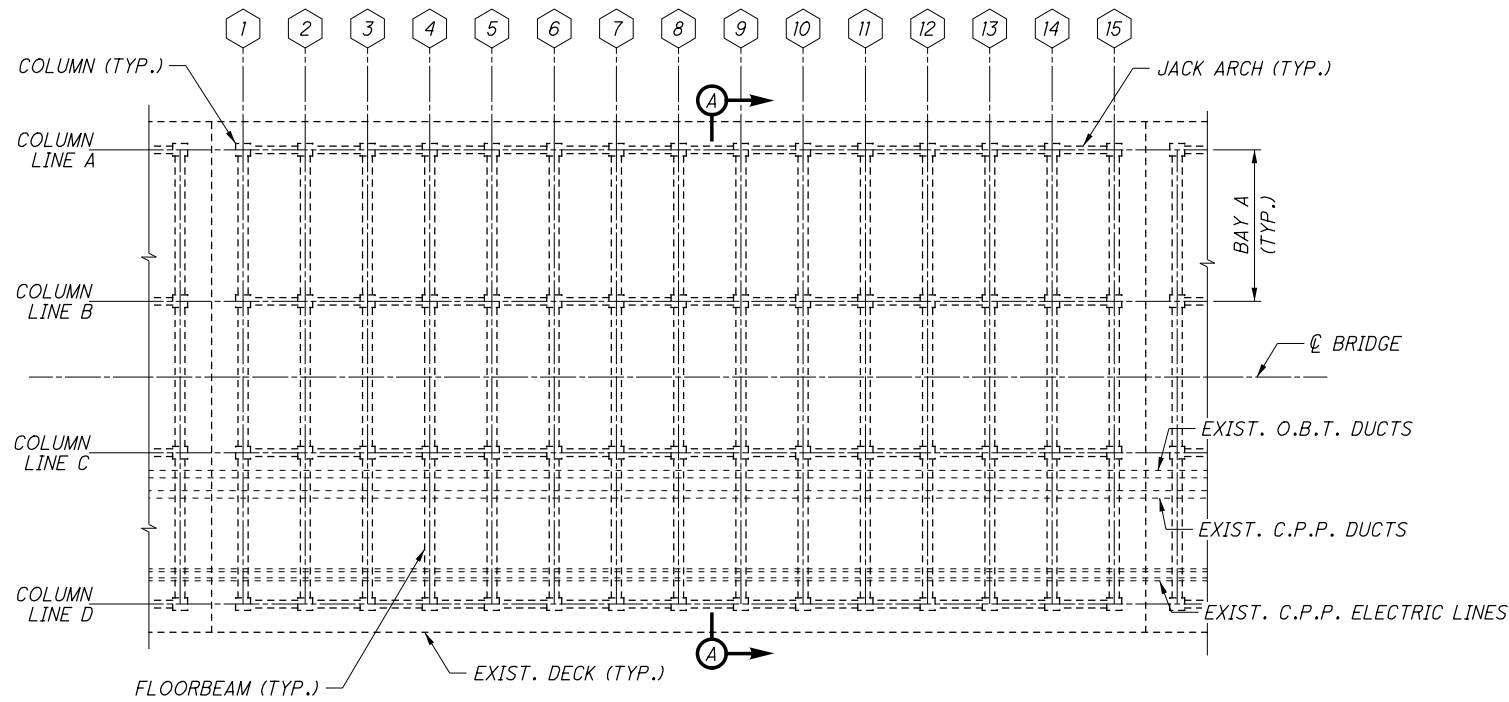 1 2 3 4 5 6 7 8 9 10 11 12 13 14 15
COLUMN (TYP.)
JACK ARCH (TYP.)
A
COLUMN
LINE A
BAY A
(TYP.)
COLUMN
LINE B
℄ BRIDGE
COLUMN
LINE C
EXIST. O.B.T. DUCTS
EXIST. C.P.P. DUCTS
COLUMN
LINE D
EXIST. C.P.P. ELECTRIC LINES
A
EXIST. DECK (TYP.)
FLOORBEAM (TYP.)